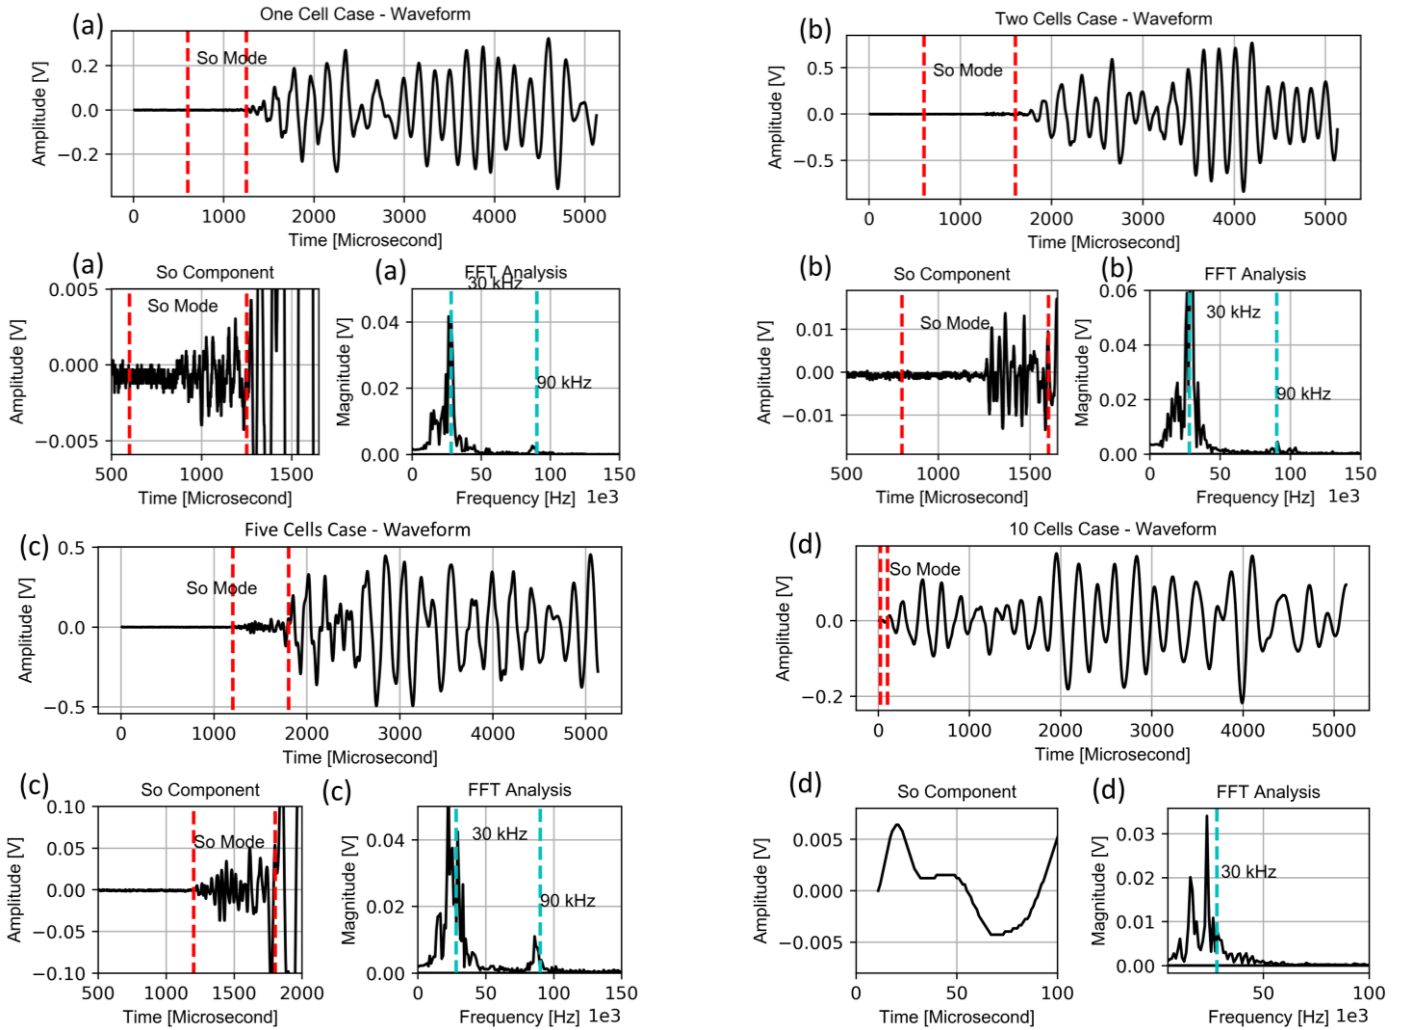 (a)
One Cell Case - Waveform
So Mode
Amplitude [V]
0.2
0.0
−0.2
0 1000 2000 3000 4000 5000
Time [Microsecond]
(b)
Two Cells Case - Waveform
So Mode
Amplitude [V]
0.5
0.0
−0.5
0 1000 2000 3000 4000 5000
Time [Microsecond]
(a)
So Component
So Mode
Amplitude [V]
0.005
0.000
−0.005
500 1000 1500
Time [Microsecond]
(a)
FFT Analysis
30 kHz
90 kHz
Magnitude [V]
0.04
0.02
0.00
0 50 100 150
Frequency [Hz] 1e3
(b)
So Component
So Mode
Amplitude [V]
0.01
0.00
−0.01
500 1000 1500
Time [Microsecond]
(b)
FFT Analysis
30 kHz
90 kHz
Magnitude [V]
0.06
0.04
0.02
0.00
0 50 100 150
Frequency [Hz] 1e3
(c)
Five Cells Case - Waveform
So Mode
Amplitude [V]
0.5
0.0
−0.5
0 1000 2000 3000 4000 5000
Time [Microsecond]
(d)
10 Cells Case - Waveform
So Mode
Amplitude [V]
0.0
−0.2
0 1000 2000 3000 4000 5000
Time [Microsecond]
(c)
So Component
So Mode
Amplitude [V]
0.10
0.05
0.00
−0.05
−0.10
500 1000 1500 2000
Time [Microsecond]
(c)
FFT Analysis
30 kHz
90 kHz
Magnitude [V]
0.04
0.02
0.00
0 50 100 150
Frequency [Hz] 1e3
(d)
So Component
Amplitude [V]
0.005
0.000
−0.005
0 50 100
Time [Microsecond]
(d)
FFT Analysis
30 kHz
Magnitude [V]
0.03
0.02
0.01
0.00
50 100
Frequency [Hz] 1e3